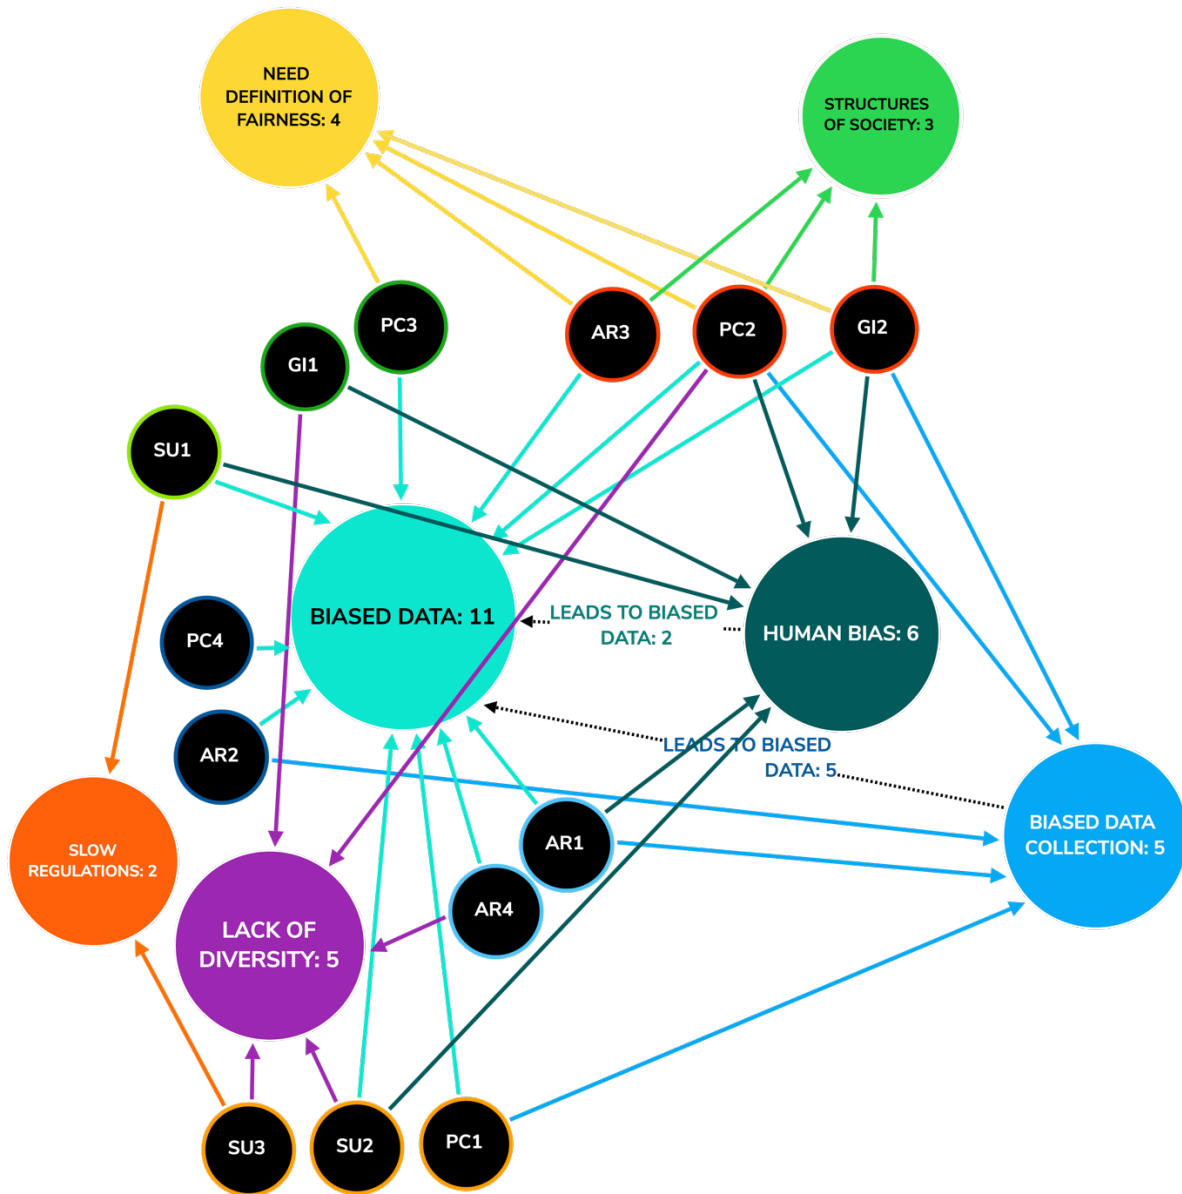 NEED
DEFINITION OF
FAIRNESS: 4
STRUCTURES
OF SOCIETY: 3
PC3
AR3
PC2
GI2
GI1
SU1
BIASED DATA: 11
LEADS TO BIASED
DATA: 2
HUMAN BIAS: 6
PC4
AR2
LEADS TO BIASED
DATA: 5
SLOW
REGULATIONS: 2
AR1
BIASED DATA
COLLECTION: 5
AR4
LACK OF
DIVERSITY: 5
SU3
SU2
PC1